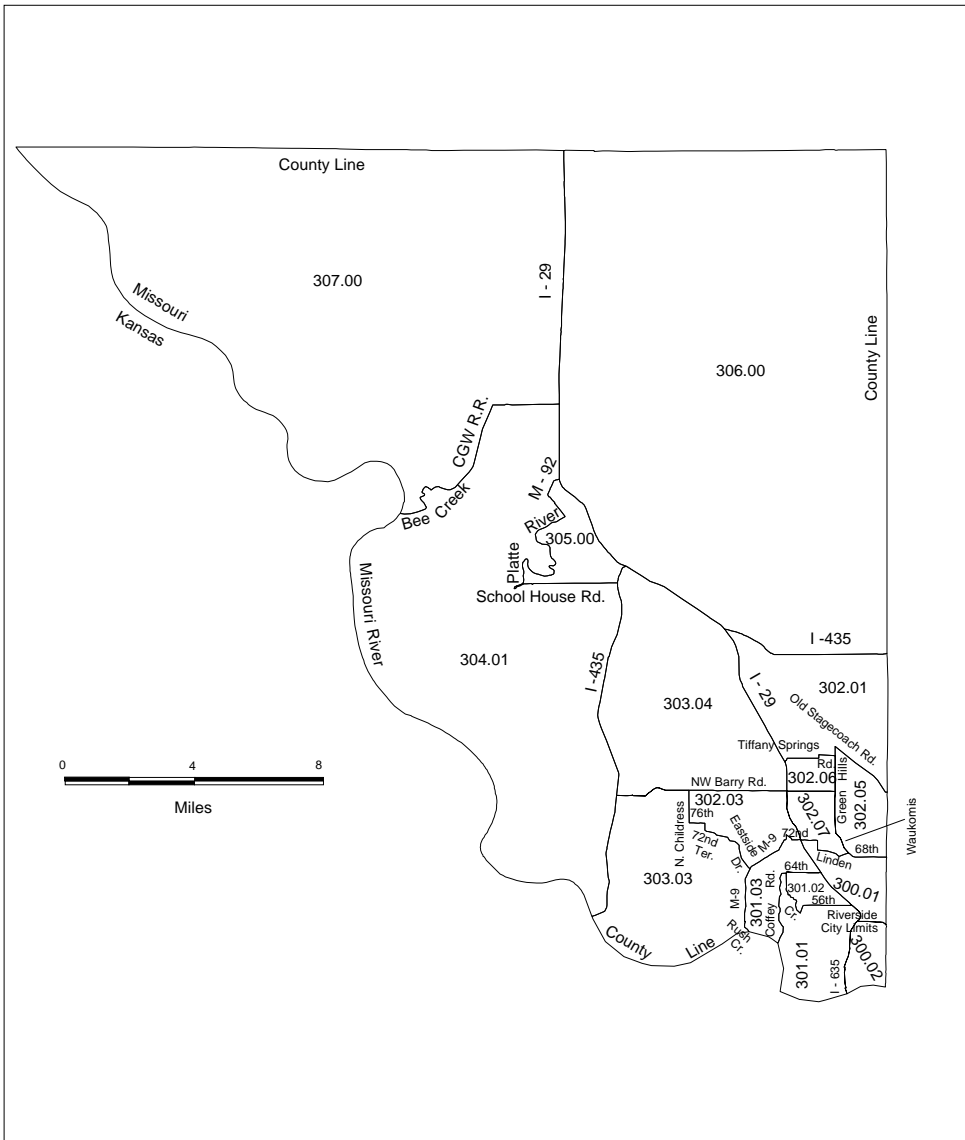 County Line
307.00
I - 29
Missouri
Kansas
County Line
306.00
CGW R.R.
M - 92
Bee Creek
River
305.00
Platte
School House Rd.
Missouri River
I -435
304.01
I -435
302.01
I - 29
303.04
Old Stagecoach Rd.
Tiffany Springs
Rd.
0 4 8
Miles
302.06
Green Hills
302.05
NW Barry Rd.
302.03
76th
N. Childress
72nd
Ter.
Eastside
Dr.
M-9
72nd
302.07
Waukomis
68th
Linden
303.03
64th
301.02
56th
300.01
M-9
301.03
Coffey Rd.
Cr.
Riverside
City Limits
Rush
Cr.
County Line
301.01
I - 635
300.02